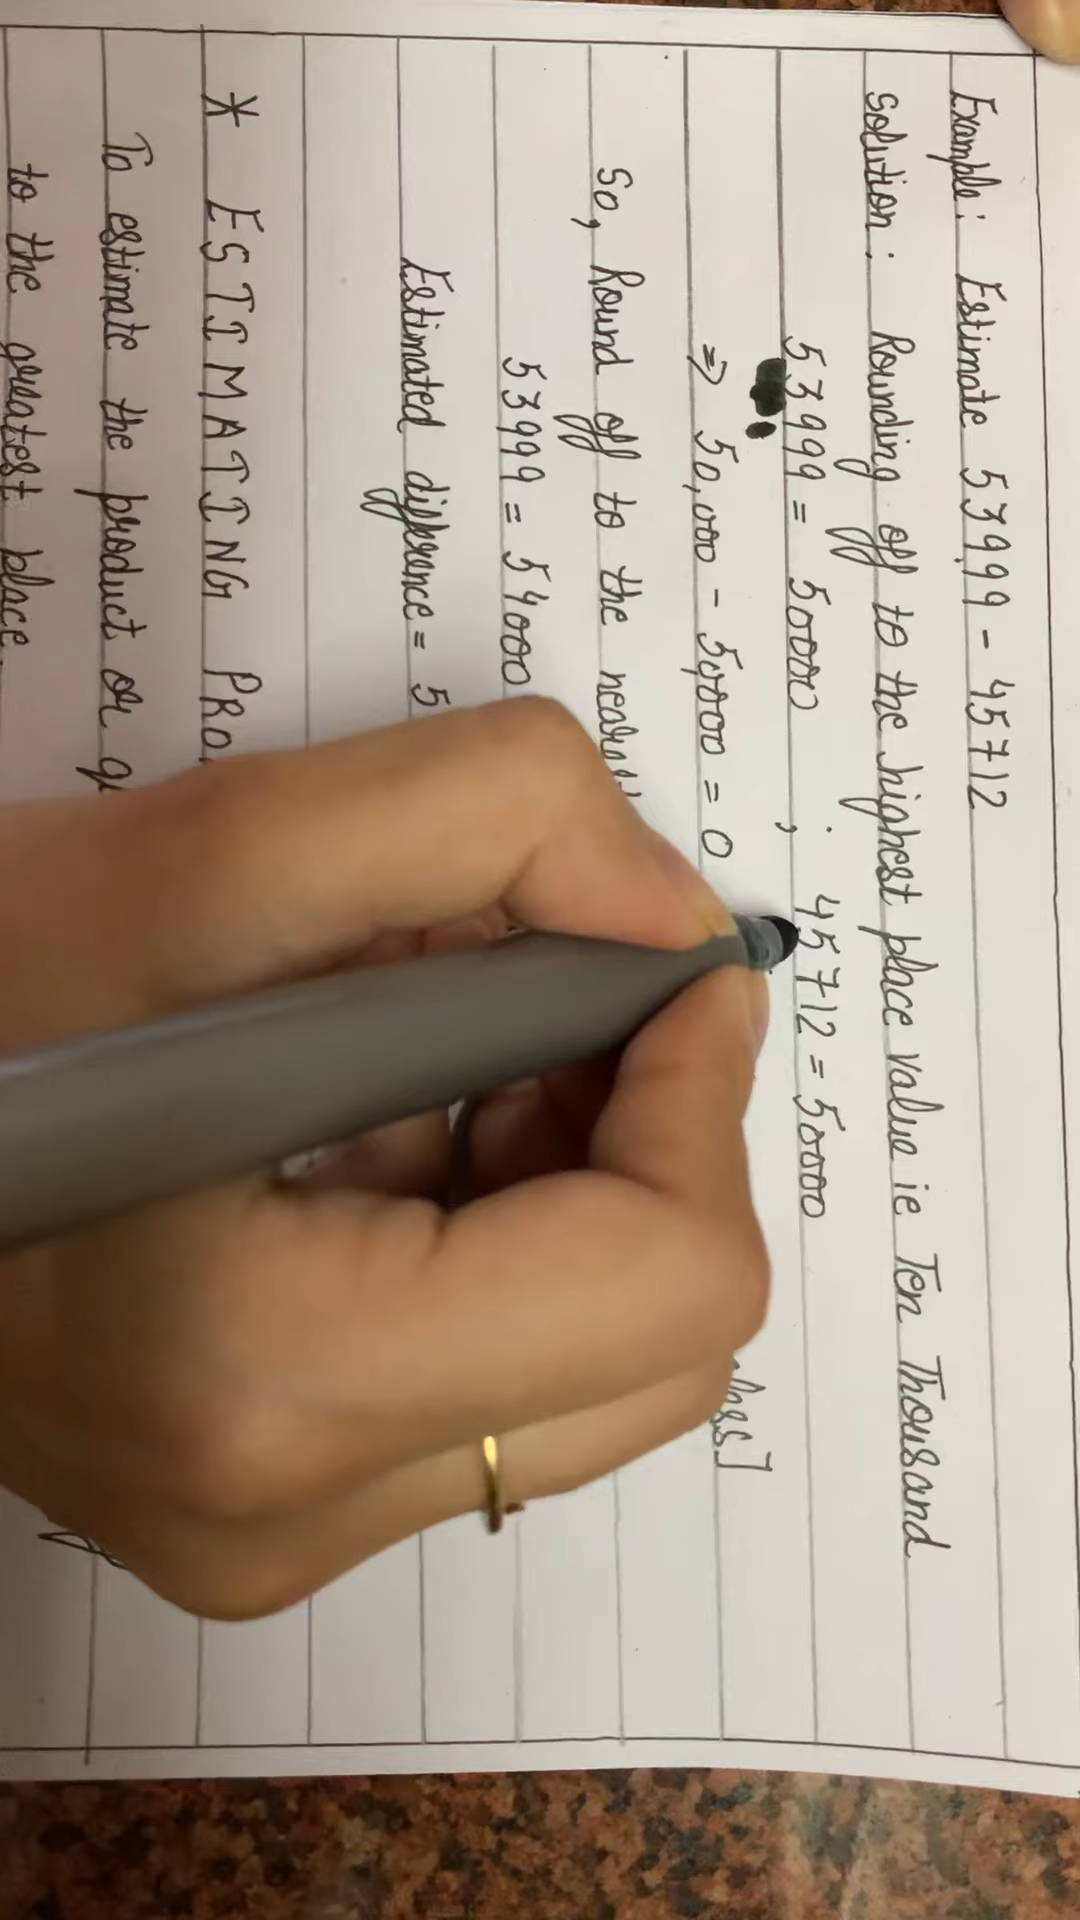 Example: Estimate 53999 - 45712
Solution: Rounding off to the highest place value ie Ten Thousand
53999 = 50000 , 45712 = 50000
⇒ 50,000 - 50,000 = 0
So, Round off to the
53999 = 54000
Estimated difference = 5
* ESTIMATING
To estimate the product or
to the greatest place.